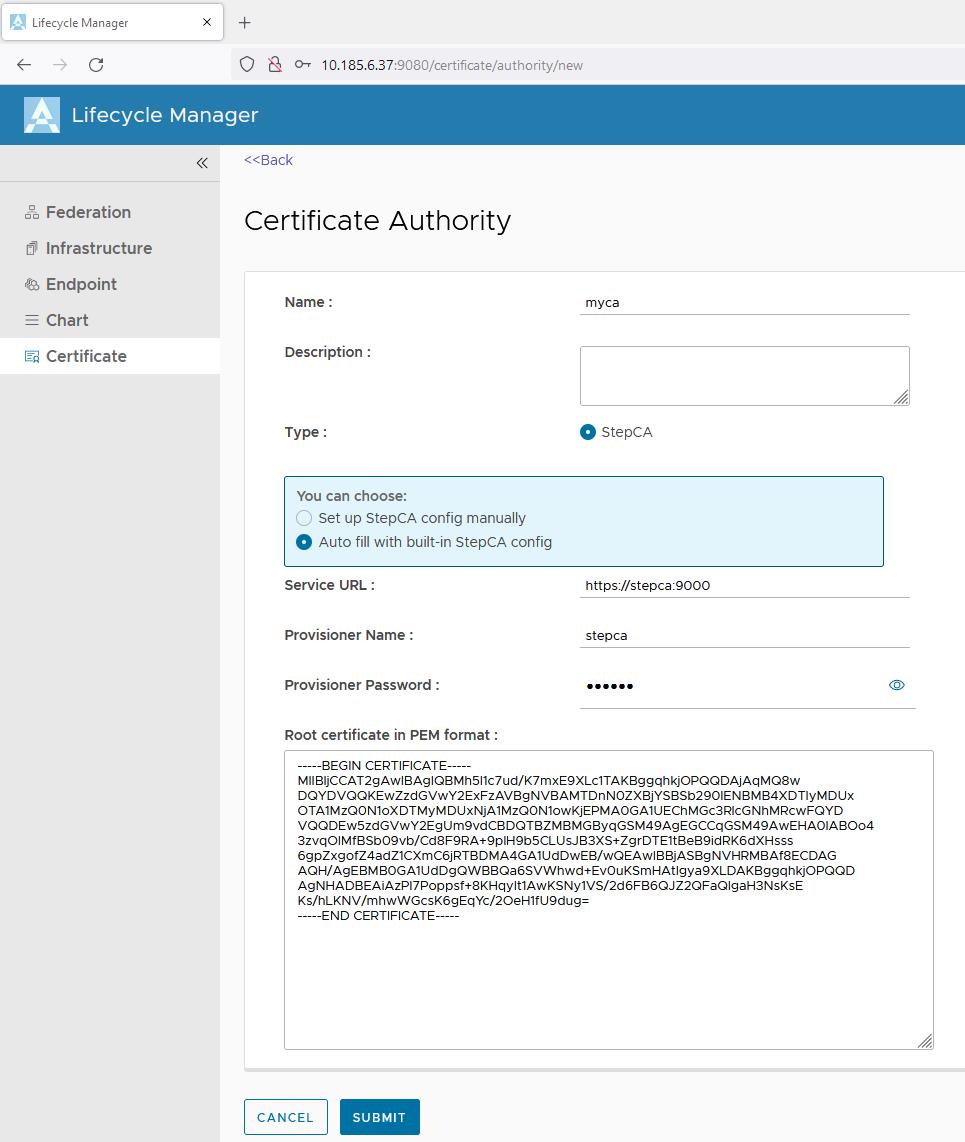 Lifecycle Manager
10.185.6.37:9080/certificate/authority/new
Lifecycle Manager
<<Back
Federation
Infrastructure
Endpoint
Chart
Certificate
Certificate Authority
Name :
myca
Description :
Type :
StepCA
You can choose:
Set up StepCA config manually
Auto fill with built-in StepCA config
Service URL :
https://stepca:9000
Provisioner Name :
stepca
Provisioner Password :
••••••
Root certificate in PEM format :
-----BEGIN CERTIFICATE-----
MIIBljCCAT2gAwIBAgIQBMh5I1c7ud/K7mxE9XLc1TAKBggqhkjOPQQDAjAqMQ8w
DQYDVQQKEwZzdGVwY2ExFzAVBgNVBAMTDnN0ZXBjYSBSb290IENBMB4XDTIyMDUx
OTA1MzQ0N1oXDTMyMDUxNjA1MzQ0N1owKjEPMA0GA1UEChMGc3RlcGNhMRcwFQYD
VQQDEw5zdGVwY2EgUm9vdCBDQTBZMBMGByqGSM49AgEGCCqGSM49AwEHA0IABOo4
3zvqOlMfBSb09vb/Cd8F9RA+9pIH9b5CLUsJB3XS+ZgrDTE1tBeB9idRK6dXHsss
6gpZxgofZ4adZ1CXmC6jRTBDMA4GA1UdDwEB/wQEAwIBBjASBgNVHRMBAf8ECDAG
AQH/AgEBMB0GA1UdDgQWBBQa6SVWhwd+Ev0uKSmHAtIgya9XLDAKBggqhkjOPQQD
AgNHADBEAiAzPI7Poppsf+8KHqyIt1AwKSNy1VS/2d6FB6QJZ2QFaQIgaH3NsKsE
Ks/hLKNV/mhwWGcsK6gEqYc/2OeH1fU9dug=
-----END CERTIFICATE-----
CANCEL
SUBMIT